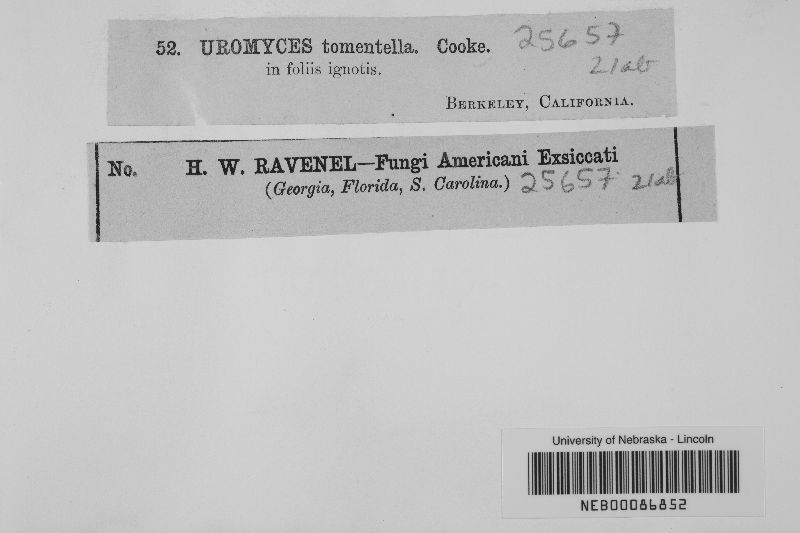 52. UROMYCES tomentella. Cooke. 25657
in foliis ignotis. 21ab
BERKELEY, CALIFORNIA.
No. H. W. RAVENEL—Fungi Americani Exsiccati
(Georgia, Florida, S. Carolina.) 25657 21ab
University of Nebraska - Lincoln
NEB00086852